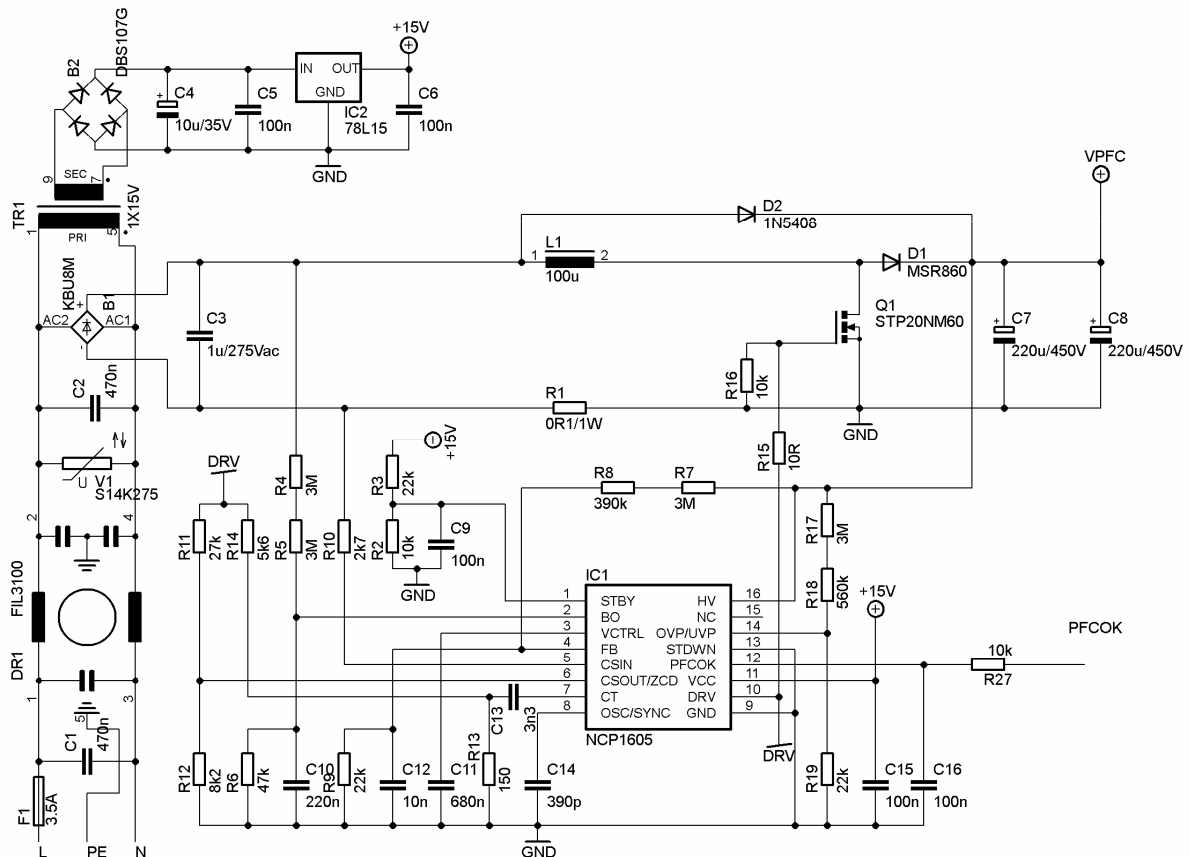 +15V
B2
DBS107G
C4
10u/35V
C5
100n
IN
OUT
GND
IC2
78L15
C6
100n
GND
9
SEC
7
TR1
1X15V
1
PRI
5
VPFC
D2
1N5408
KBU8M
B1
AC2
AC1
+
-
C3
1u/275Vac
L1
1
2
100u
D1
MSR860
Q1
STP20NM60
C7
220u/450V
C8
220u/450V
C2
470n
R16
10k
R1
0R1/1W
GND
V1
U
S14K275
DRV
R4
3M
+15V
R3
22k
R15
10R
R8
390k
R7
3M
2
4
R11
27k
R14
5k6
R5
3M
R10
2k7
R2
10k
C9
100n
GND
R17
3M
R18
560k
+15V
FIL3100
DR1
1
3
5
IC1
1 STBY
2 BO
3 VCTRL
4 FB
5 CSIN
6 CSOUT/ZCD
7 CT
8 OSC/SYNC
HV 16
NC 15
OVP/UVP 14
STDWN 13
PFCOK 12
VCC 11
DRV 10
GND 9
NCP1605
PFCOK
10k
R27
C13
3n3
DRV
C1
470n
R12
8k2
R6
47k
C10
220n
R9
22k
C12
10n
C11
680n
R13
150
C14
390p
R19
22k
C15
100n
C16
100n
F1
3.5A
GND
L
PE
N